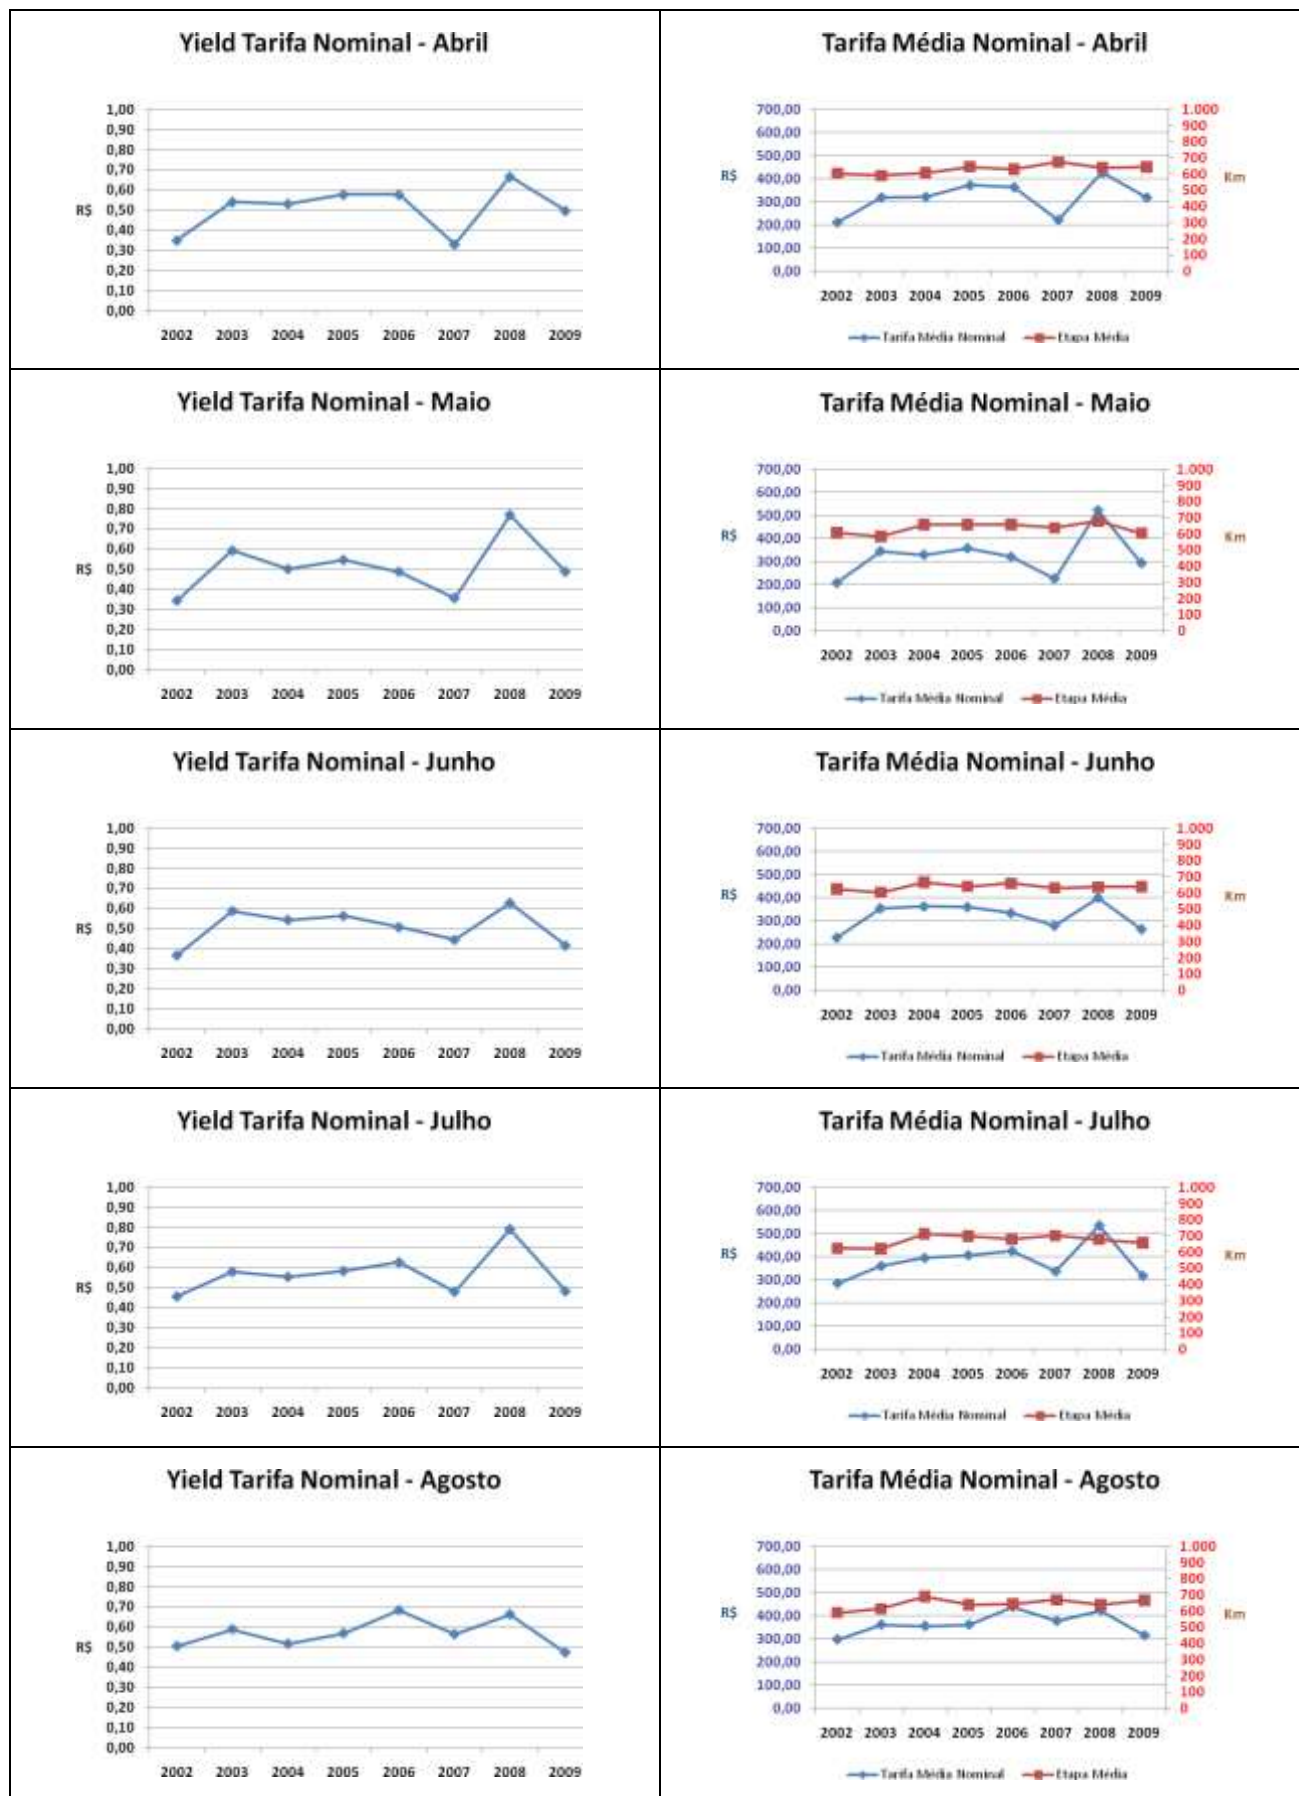 Yield Tarifa Nominal - Abril
1,00
0,90
0,80
0,70
0,60
R$ 0,50
0,40
0,30
0,20
0,10
0,00
2002 2003 2004 2005 2006 2007 2008 2009
Tarifa Média Nominal - Abril
700,00 1.000
600,00 900
500,00 800
R$ 400,00 700
300,00 600 Km
200,00 500
100,00 400
0,00 300
200
100
0
2002 2003 2004 2005 2006 2007 2008 2009
Tarifa Média Nominal Etapa Média
Yield Tarifa Nominal - Maio
1,00
0,90
0,80
0,70
0,60
R$ 0,50
0,40
0,30
0,20
0,10
0,00
2002 2003 2004 2005 2006 2007 2008 2009
Tarifa Média Nominal - Maio
700,00 1.000
600,00 900
500,00 800
R$ 400,00 700
300,00 600 Km
200,00 500
100,00 400
0,00 300
200
100
0
2002 2003 2004 2005 2006 2007 2008 2009
Tarifa Média Nominal Etapa Média
Yield Tarifa Nominal - Junho
1,00
0,90
0,80
0,70
0,60
R$ 0,50
0,40
0,30
0,20
0,10
0,00
2002 2003 2004 2005 2006 2007 2008 2009
Tarifa Média Nominal - Junho
700,00 1.000
600,00 900
500,00 800
R$ 400,00 700
300,00 600 Km
200,00 500
100,00 400
0,00 300
200
100
0
2002 2003 2004 2005 2006 2007 2008 2009
Tarifa Média Nominal Etapa Média
Yield Tarifa Nominal - Julho
1,00
0,90
0,80
0,70
0,60
R$ 0,50
0,40
0,30
0,20
0,10
0,00
2002 2003 2004 2005 2006 2007 2008 2009
Tarifa Média Nominal - Julho
700,00 1.000
600,00 900
500,00 800
R$ 400,00 700
300,00 600 Km
200,00 500
100,00 400
0,00 300
200
100
0
2002 2003 2004 2005 2006 2007 2008 2009
Tarifa Média Nominal Etapa Média
Yield Tarifa Nominal - Agosto
1,00
0,90
0,80
0,70
0,60
R$ 0,50
0,40
0,30
0,20
0,10
0,00
2002 2003 2004 2005 2006 2007 2008 2009
Tarifa Média Nominal - Agosto
700,00 1.000
600,00 900
500,00 800
R$ 400,00 700
300,00 600 Km
200,00 500
100,00 400
0,00 300
200
100
0
2002 2003 2004 2005 2006 2007 2008 2009
Tarifa Média Nominal Etapa Média